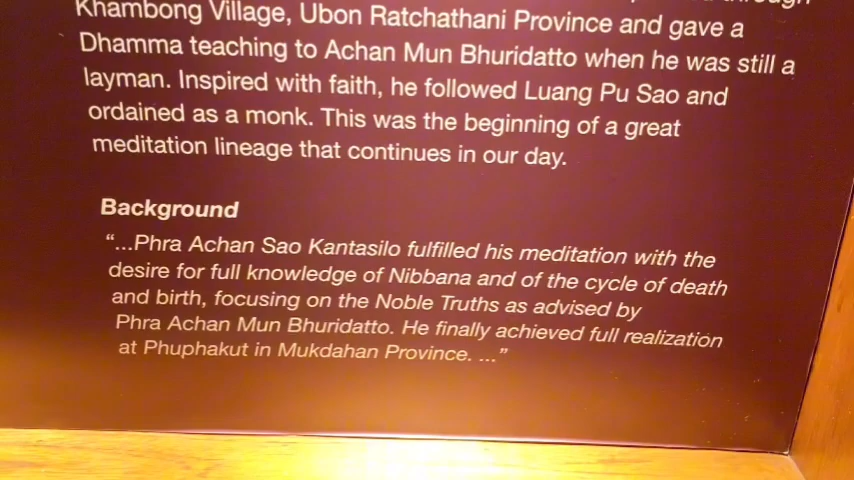 through
Khambong Village, Ubon Ratchathani Province and gave a
Dhamma teaching to Achan Mun Bhuridatto when he was still a
layman. Inspired with faith, he followed Luang Pu Sao and
ordained as a monk. This was the beginning of a great
meditation lineage that continues in our day.
Background
“...Phra Achan Sao Kantasilo fulfilled his meditation with the
desire for full knowledge of Nibbana and of the cycle of death
and birth, focusing on the Noble Truths as advised by
Phra Achan Mun Bhuridatto. He finally achieved full realization
at Phuphakut in Mukdahan Province. ...”